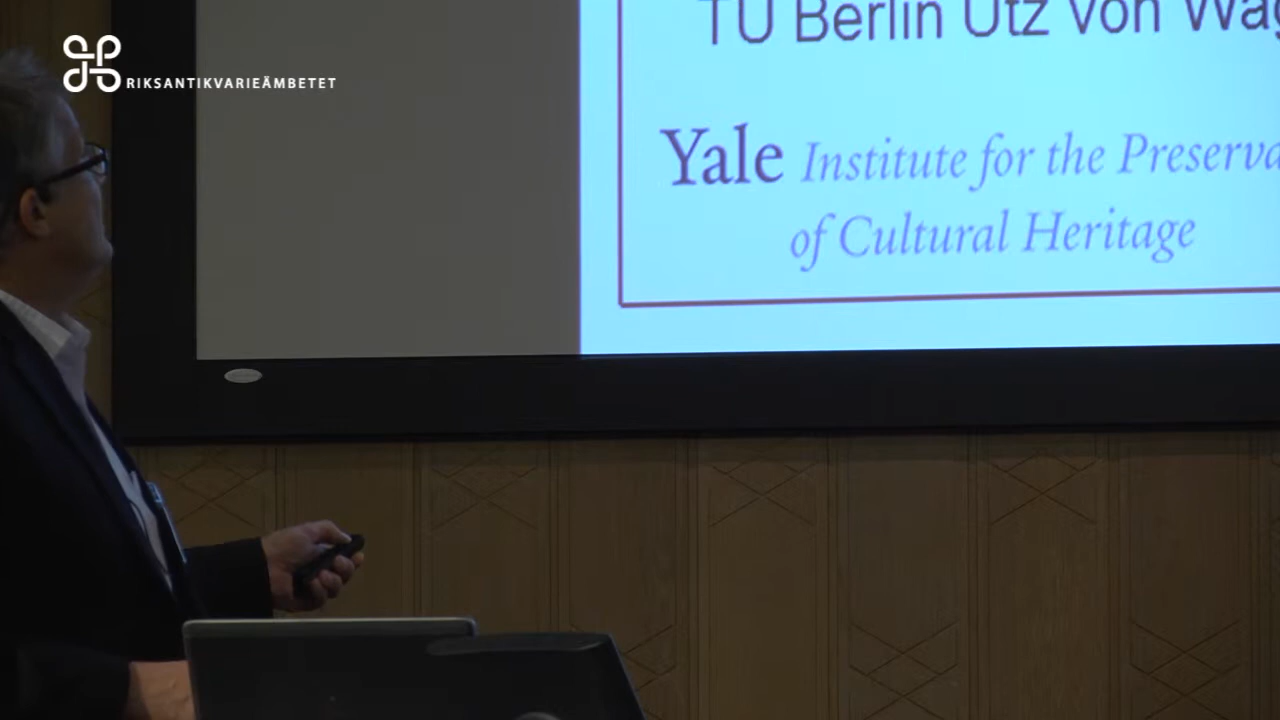 RIKSANTIKVARIEÄMBETET
TU Berlin Utz von
Yale Institute for the
of Cultural Heritage